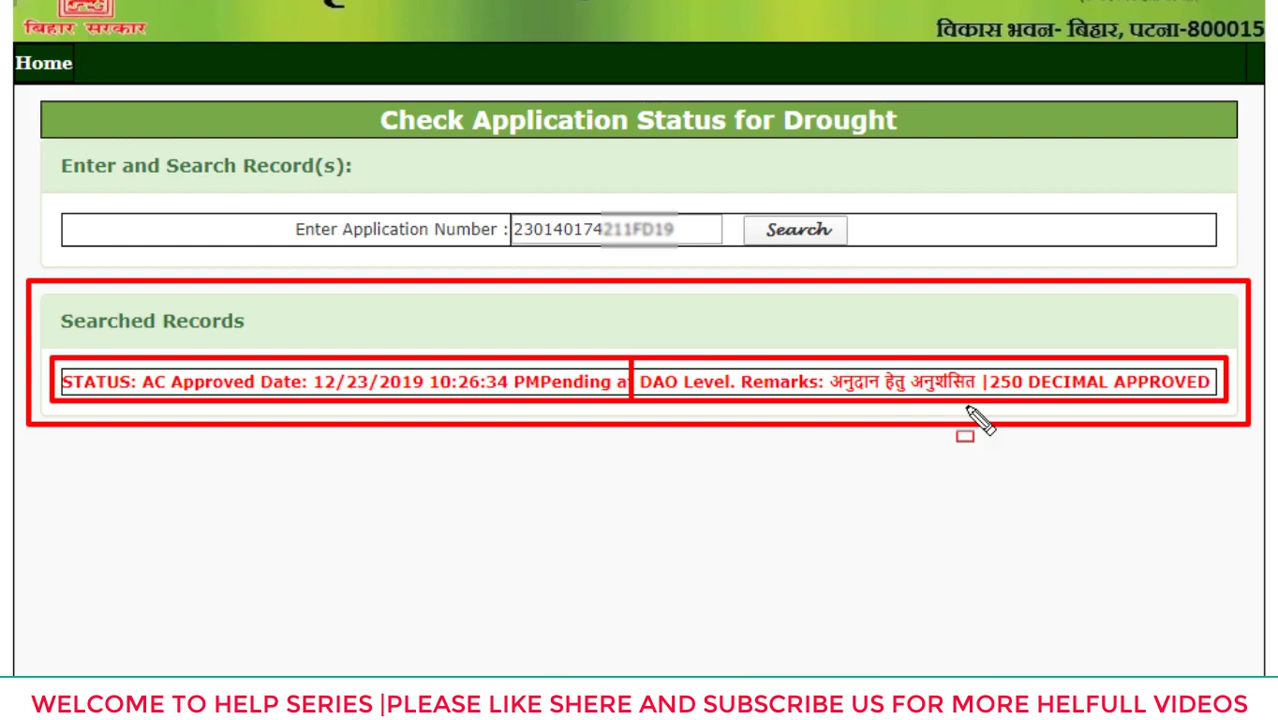 बिहार सरकार
विकास भवन- बिहार, पटना-800015
Home
Check Application Status for Drought
Enter and Search Record(s):
Enter Application Number : 230140174211FD19 Search
Searched Records
STATUS: AC Approved Date: 12/23/2019 10:26:34 PMPending at DAO Level. Remarks: अनुदान हेतु अनुशंसित |250 DECIMAL APPROVED
WELCOME TO HELP SERIES |PLEASE LIKE SHERE AND SUBSCRIBE US FOR MORE HELFULL VIDEOS